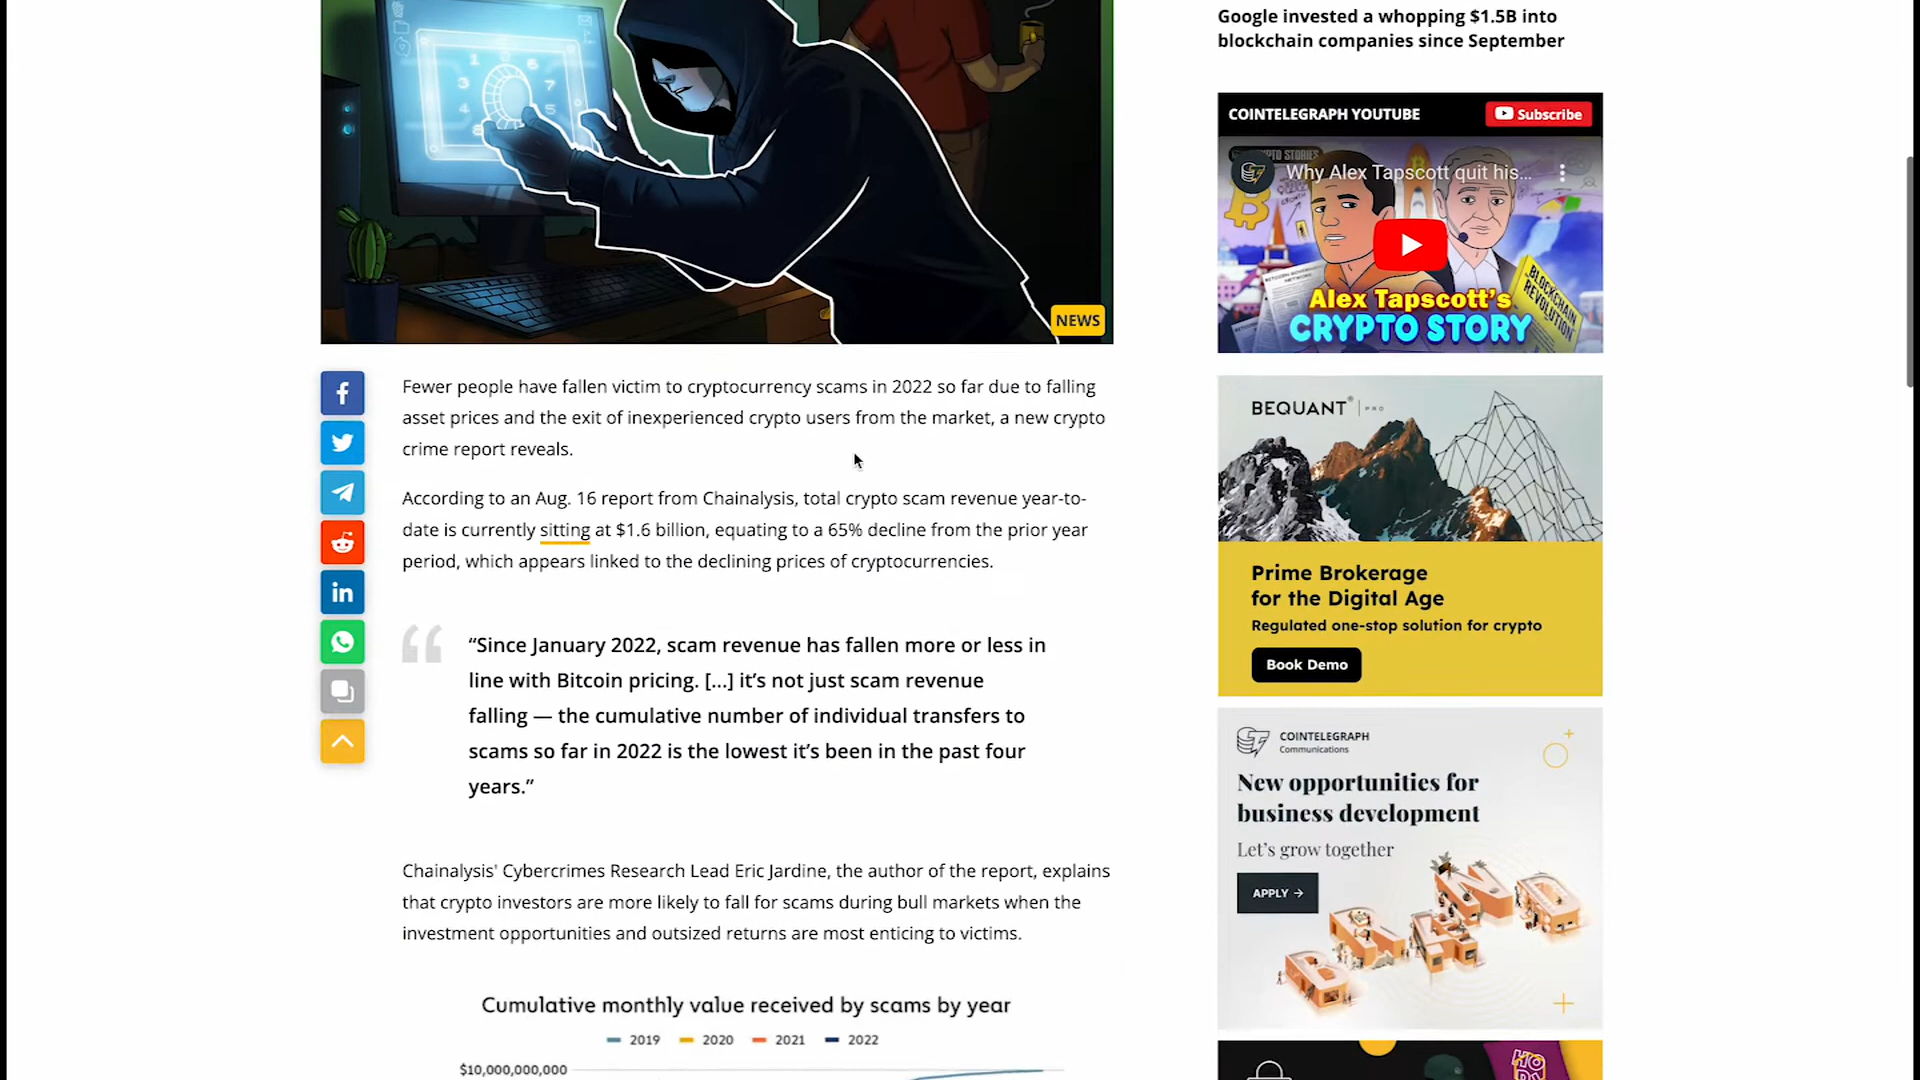 NEWS
Fewer people have fallen victim to cryptocurrency scams in 2022 so far due to falling
asset prices and the exit of inexperienced crypto users from the market, a new crypto
crime report reveals.
According to an Aug. 16 report from Chainalysis, total crypto scam revenue year-to-
date is currently sitting at $1.6 billion, equating to a 65% decline from the prior year
period, which appears linked to the declining prices of cryptocurrencies.
“Since January 2022, scam revenue has fallen more or less in
line with Bitcoin pricing. [...] it’s not just scam revenue
falling — the cumulative number of individual transfers to
scams so far in 2022 is the lowest it’s been in the past four
years.”
Chainalysis' Cybercrimes Research Lead Eric Jardine, the author of the report, explains
that crypto investors are more likely to fall for scams during bull markets when the
investment opportunities and outsized returns are most enticing to victims.
Cumulative monthly value received by scams by year
2019 2020 2021 2022
$10,000,000,000
Google invested a whopping $1.5B into
blockchain companies since September
COINTELEGRAPH YOUTUBE
Subscribe
Why Alex Tapscott quit his...
BLOCKCHAIN
REVOLUTION
Alex Tapscott's
CRYPTO STORY
BEQUANT® | PRO
Prime Brokerage
for the Digital Age
Regulated one-stop solution for crypto
Book Demo
COINTELEGRAPH
Communications
New opportunities for
business development
Let’s grow together
APPLY →